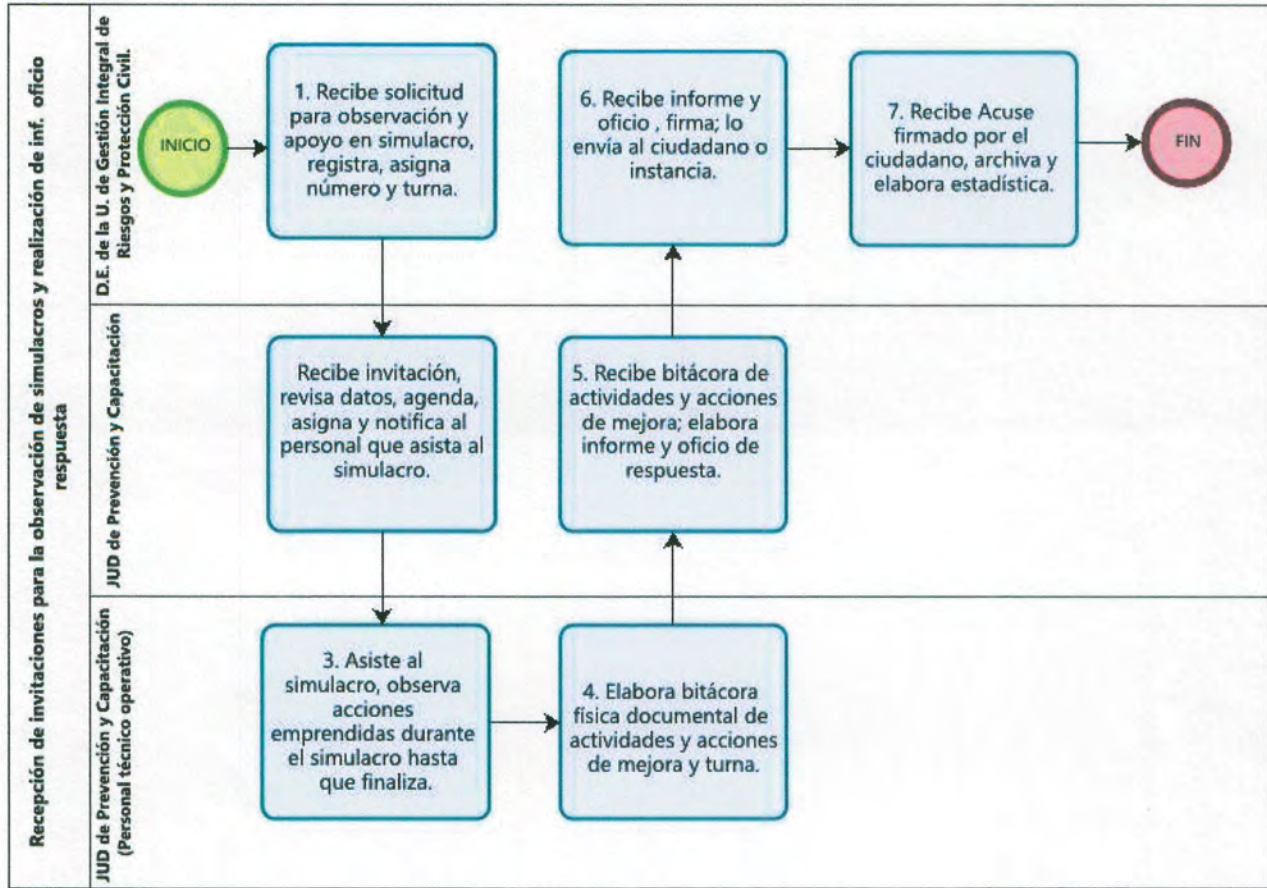 Recepción de invitaciones para la observación de simulacros y realización de inf. oficio
respuesta
D.E. de la U. de Gestión Integral de
Riesgos y Protección Civil.
INICIO
1. Recibe solicitud
para observación y
apoyo en simulacro,
registra, asigna
número y turna.
6. Recibe informe y
oficio , firma; lo
envía al ciudadano o
instancia.
7. Recibe Acuse
firmado por el
ciudadano, archiva y
elabora estadística.
FIN
JUD de Prevención y Capacitación
Recibe invitación,
revisa datos, agenda,
asigna y notifica al
personal que asista al
simulacro.
5. Recibe bitácora de
actividades y acciones
de mejora; elabora
informe y oficio de
respuesta.
JUD de Prevención y Capacitación
(Personal técnico operativo)
3. Asiste al
simulacro, observa
acciones
emprendidas durante
el simulacro hasta
que finaliza.
4. Elabora bitácora
física documental de
actividades y acciones
de mejora y turna.